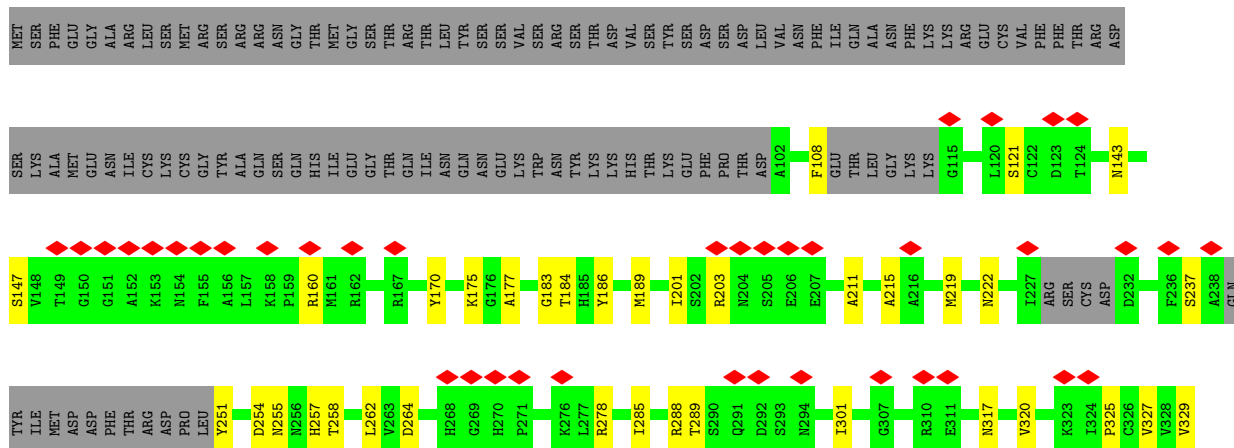 MET SER PHE GLU GLY ALA ARG LEU SER MET ARG SER ARG ARG ASN GLY THR MET GLY SER THR ARG THR LEU TYR SER SER VAL SER ARG SER THR ASP VAL SER TYR SER ASP SER ASP LEU VAL ASN PHE ILE GLN ALA ASN PHE LYS LYS ARG GLU CYS VAL PHE PHE THR ARG ASP
SER LYS ALA MET GLU ASN ILE CYS LYS CYS GLY TYR ALA GLN SER GLN HIS ILE GLU GLY THR GLN ILE ASN GLN ASN GLU LYS TRP ASN TYR LYS LYS HIS THR LYS GLU PHE PRO THR ASP A102 F108 GLU THR LEU GLY LYS LYS G115 L120 S121 C122 D123 T124 N143
S147 V148 T149 G150 G151 A152 K153 N154 F155 A156 L157 K158 P159 R160 M161 R162 R167 Y170 K175 G176 A177 G183 T184 H185 Y186 M189 I201 S202 R203 N204 S205 E206 E207 A211 A215 A216 M219 N222 I227 ARG SER CYS ASP D232 F236 S237 A238 GLN
TYR ILE MET ASP ASP PHE THR ARG ASP PRO LEU Y251 D254 N255 N256 H257 T258 L262 V263 D264 H268 G269 H270 P271 K276 L277 R278 I285 R288 T289 S290 Q291 D292 S293 N294 I301 G307 R310 E311 N317 V320 K323 I324 P325 C326 V327 V328 V329